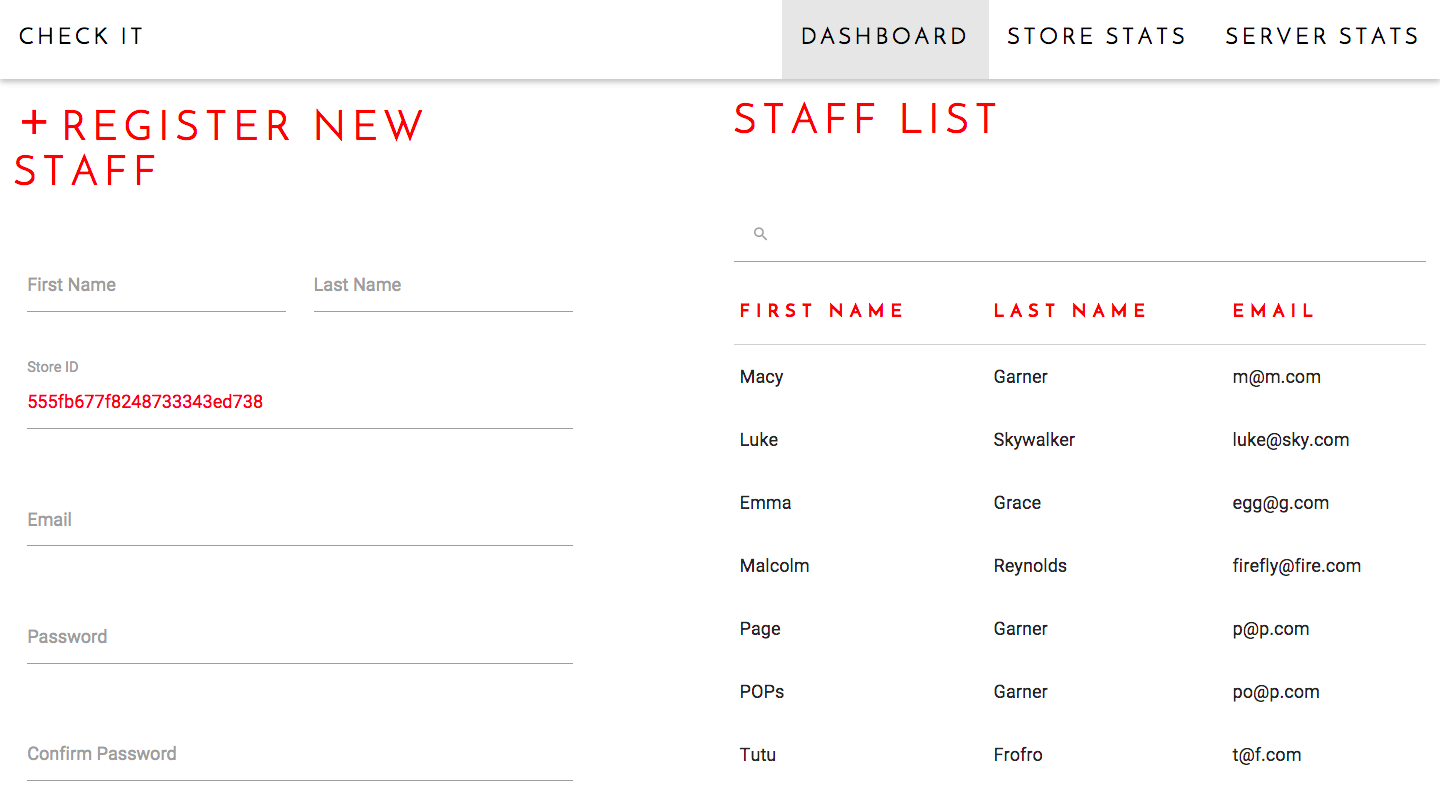 CHECK IT
DASHBOARD
STORE STATS
SERVER STATS
+REGISTER NEW
STAFF
First Name
Last Name
Store ID
555fb677f8248733343ed738
Email
Password
Confirm Password
STAFF LIST
FIRST NAME LAST NAME EMAIL
Macy Garner m@m.com
Luke Skywalker luke@sky.com
Emma Grace egg@g.com
Malcolm Reynolds firefly@fire.com
Page Garner p@p.com
POPs Garner po@p.com
Tutu Frofro t@f.com